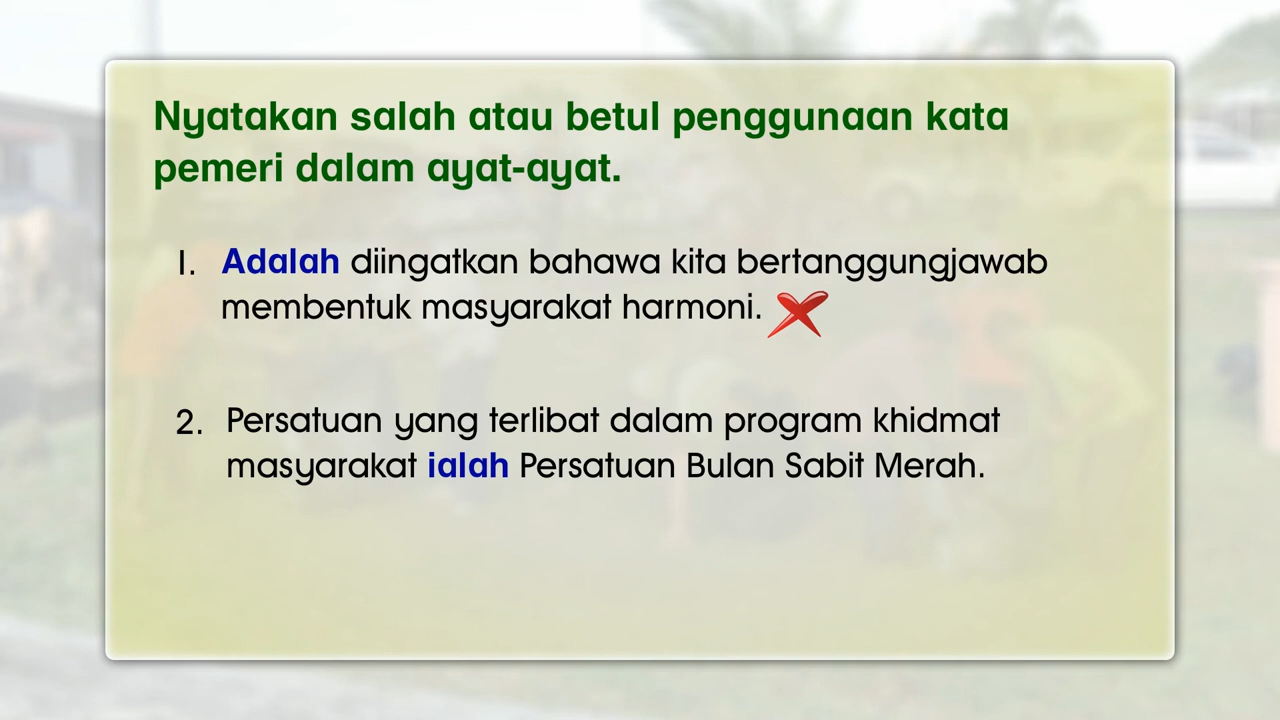 Nyatakan salah atau betul penggunaan kata
pemeri dalam ayat-ayat.
1. Adalah diingatkan bahawa kita bertanggungjawab
membentuk masyarakat harmoni.
2. Persatuan yang terlibat dalam program khidmat
masyarakat ialah Persatuan Bulan Sabit Merah.